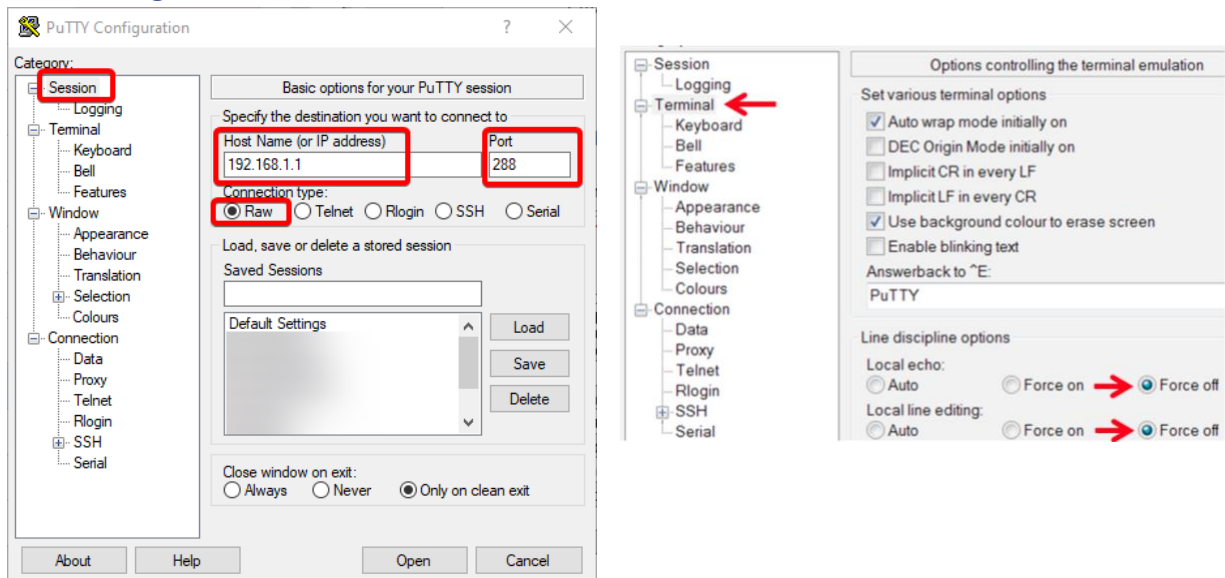 PuTTY Configuration
?
Category:
Session
Logging
Terminal
Keyboard
Bell
Features
Window
Appearance
Behaviour
Translation
Selection
Colours
Connection
Data
Proxy
Telnet
Rlogin
SSH
Serial
Basic options for your PuTTY session
Specify the destination you want to connect to
Host Name (or IP address) Port
192.168.1.1 288
Connection type:
Raw Telnet Rlogin SSH Serial
Load, save or delete a stored session
Saved Sessions
Default Settings
Load
Save
Delete
Close window on exit:
Always Never Only on clean exit
About Help Open Cancel
Session
Logging
Terminal
Keyboard
Bell
Features
Window
Appearance
Behaviour
Translation
Selection
Colours
Connection
Data
Proxy
Telnet
Rlogin
SSH
Serial
Options controlling the terminal emulation
Set various terminal options
Auto wrap mode initially on
DEC Origin Mode initially on
Implicit CR in every LF
Implicit LF in every CR
Use background colour to erase screen
Enable blinking text
Answerback to ^E:
PuTTY
Line discipline options
Local echo:
Auto Force on Force off
Local line editing:
Auto Force on Force off